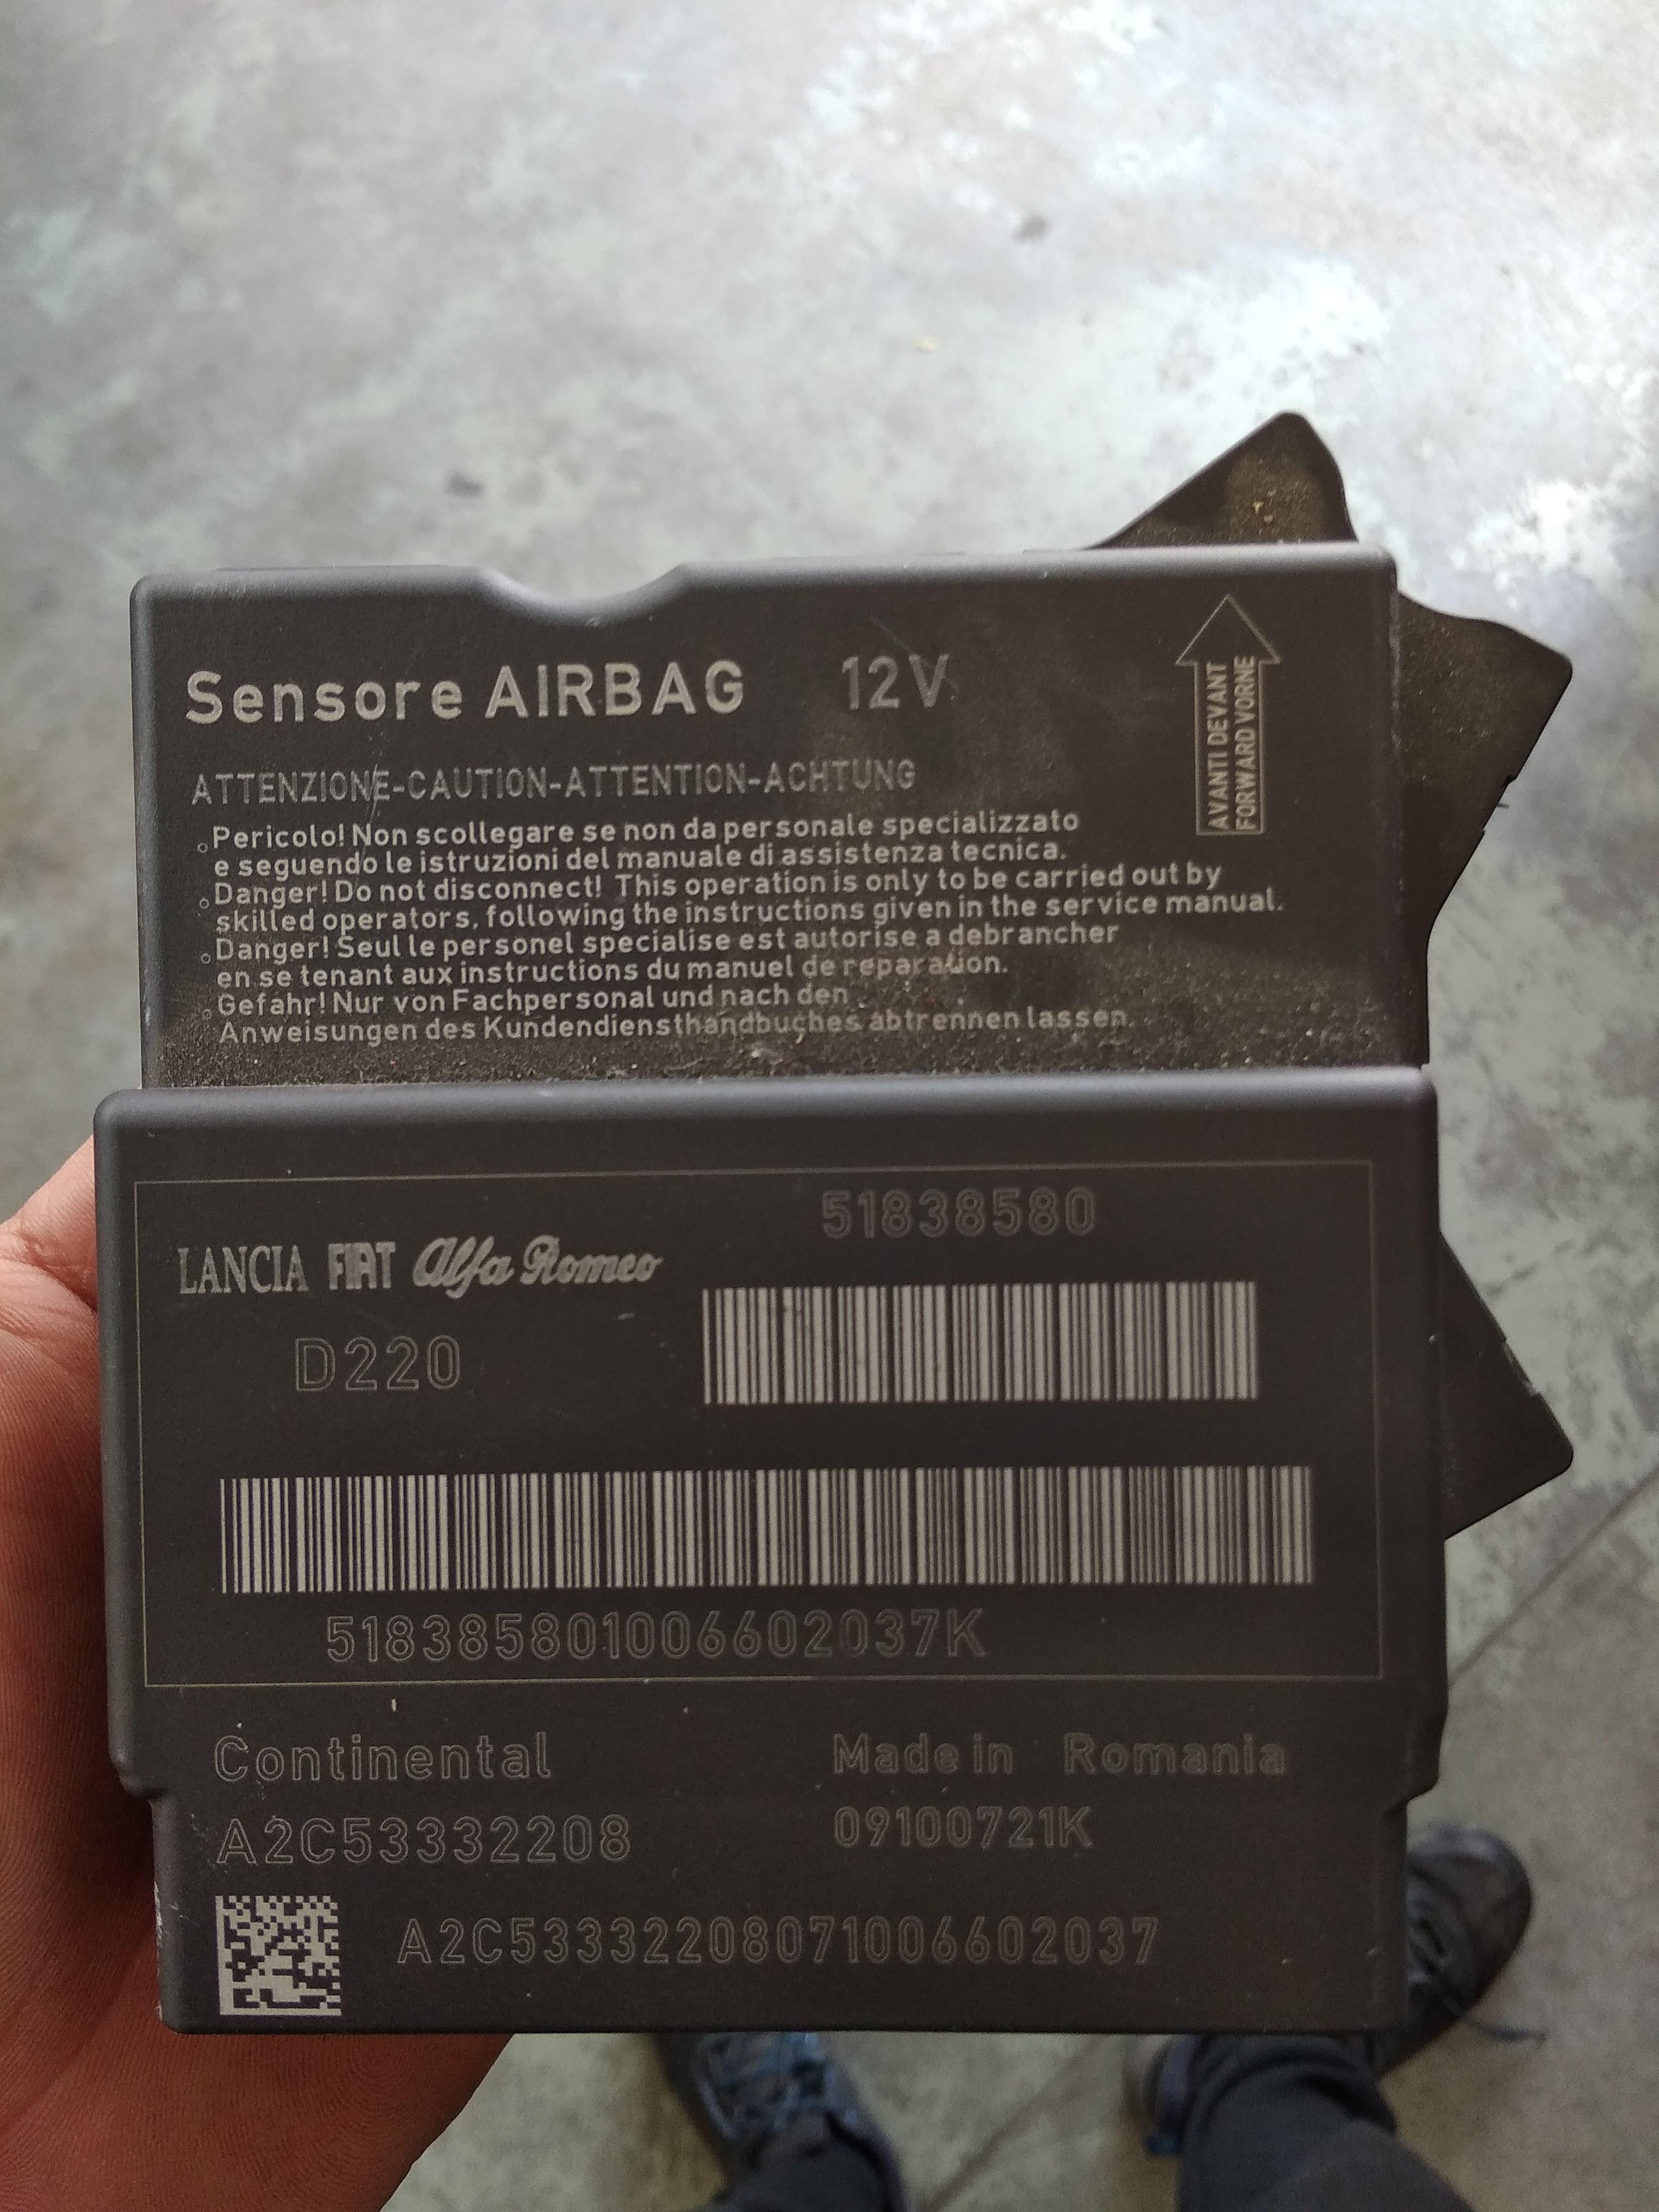 Sensore AIRBAG 12V
AVANTI DEVANT
FORWARD VORNE
ATTENZIONE-CAUTION-ATTENTION-ACHTUNG
Pericolo! Non scollegare se non da personale specializzato
e seguendo le istruzioni del manuale di assistenza tecnica.
Danger! Do not disconnect! This operation is only to be carried out by
skilled operators, following the instructions given in the service manual.
Danger! Seul le personel specialise est autorise a debrancher
en se tenant aux instructions du manuel de reparation.
Gefahr! Nur von Fachpersonal und nach den
Anweisungen des Kundendiensthandbuches abtrennen lassen.
51838580
LANCIA FIAT Alfa Romeo
D220
518385801006602037K
Continental Made in Romania
A2C53332208 09100721K
A2C53332208071006602037